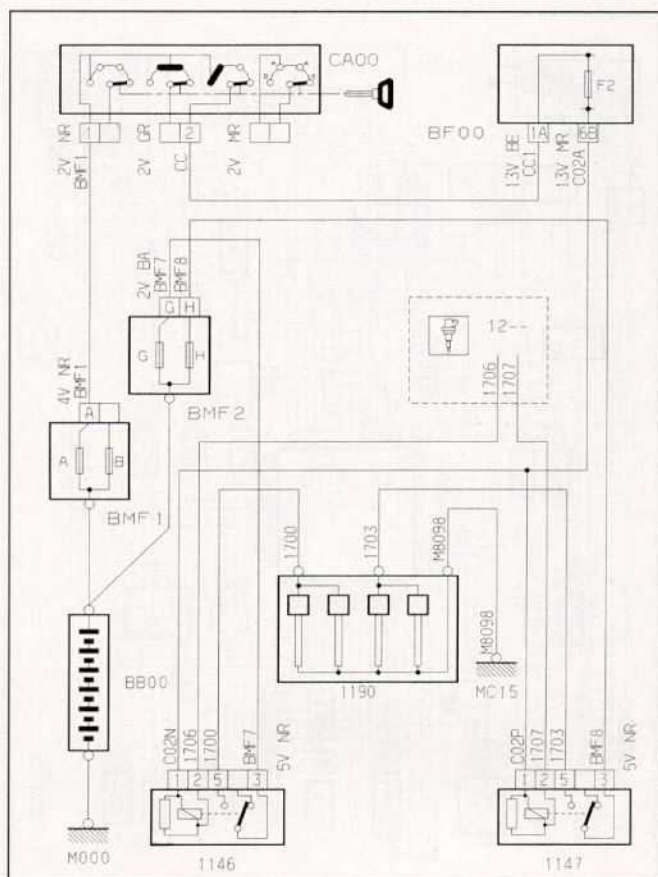 CA00
F2
BF00
1 2
1A 6B
2V NR
BMF1
2V GR
CC
2V MR
13V BE
CC1
13V MR
C02A
2V BA
BMF7
BMF8
G H
G H
BMF2
12--
1706
1707
4V NR
BMF1
A
A B
BMF1
1700
1703
M8098
M8098
1190
MC15
BB00
M000
C02N
1706
1700
BMF7
5V NR
1 2 5 3
1146
C02P
1707
1703
BMF8
5V NR
1 2 5 3
1147